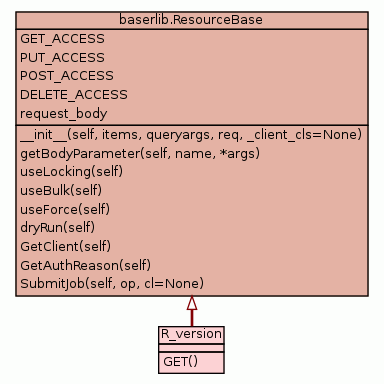 baserlib.ResourceBase
GET_ACCESS
PUT_ACCESS
POST_ACCESS
DELETE_ACCESS
request_body
__init__(self, items, queryargs, req, _client_cls=None)
getBodyParameter(self, name, *args)
useLocking(self)
useBulk(self)
useForce(self)
dryRun(self)
GetClient(self)
GetAuthReason(self)
SubmitJob(self, op, cl=None)
R_version
GET()